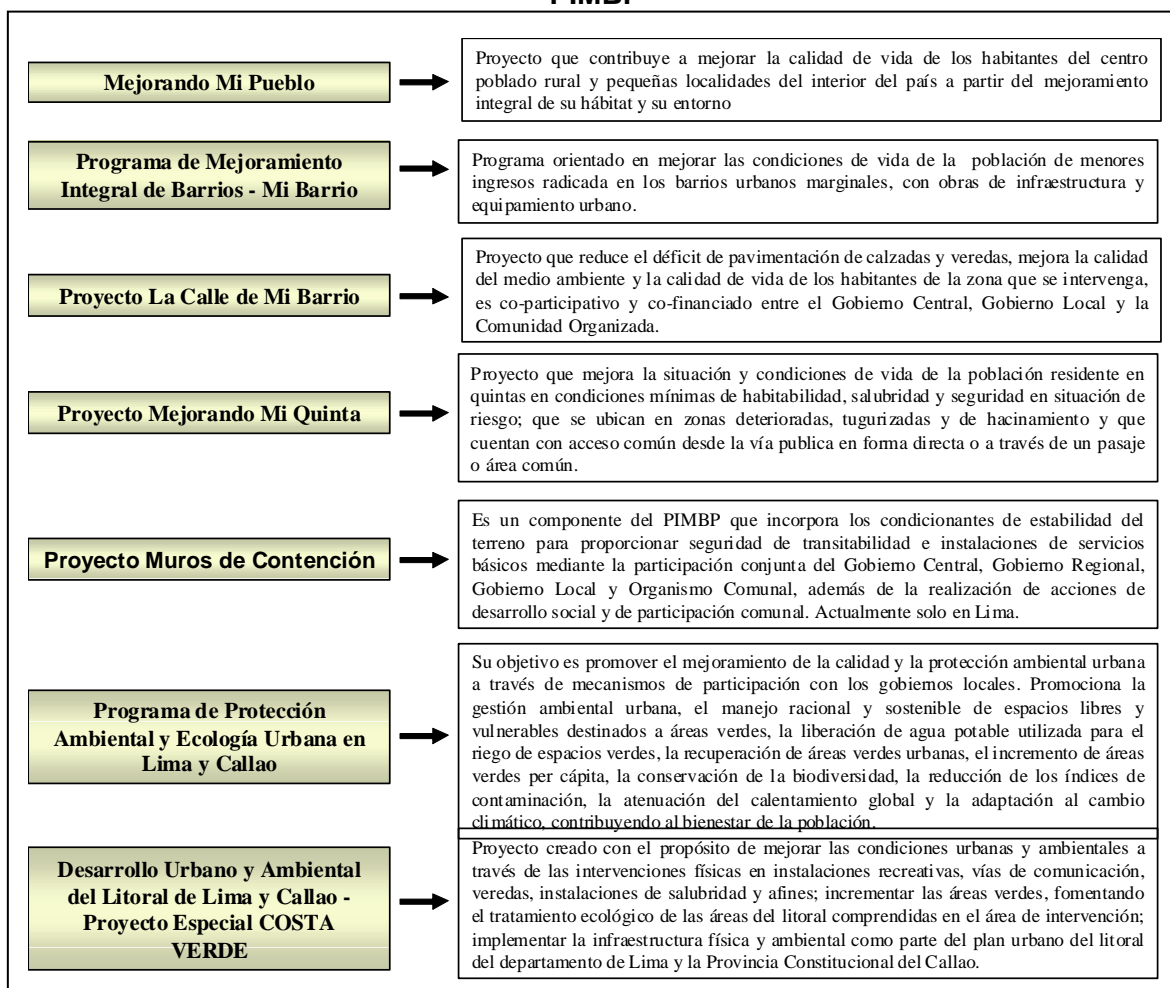 PIMBP
Mejorando Mi Pueblo
Proyecto que contribuye a mejorar la calidad de vida de los habitantes del centro
poblado rural y pequeñas localidades del interior del país a partir del mejoramiento
integral de su hábitat y su entorno
Programa de Mejoramiento
Integral de Barrios - Mi Barrio
Programa orientado en mejorar las condiciones de vida de la población de menores
ingresos radicada en los barrios urbanos marginales, con obras de infraestructura y
equipamiento urbano.
Proyecto La Calle de Mi Barrio
Proyecto que reduce el déficit de pavimentación de calzadas y veredas, mejora la calidad
del medio ambiente y la calidad de vida de los habitantes de la zona que se intervenga,
es co-participativo y co-financiado entre el Gobierno Central, Gobierno Local y la
Comunidad Organizada.
Proyecto Mejorando Mi Quinta
Proyecto que mejora la situación y condiciones de vida de la población residente en
quintas en condiciones mínimas de habitabilidad, salubridad y seguridad en situación de
riesgo; que se ubican en zonas deterioradas, tugurizadas y de hacinamiento y que
cuentan con acceso común desde la vía publica en forma directa o a través de un pasaje
o área común.
Proyecto Muros de Contención
Es un componente del PIMBP que incorpora los condicionantes de estabilidad del
terreno para proporcionar seguridad de transitabilidad e instalaciones de servicios
básicos mediante la participación conjunta del Gobierno Central, Gobierno Regional,
Gobierno Local y Organismo Comunal, además de la realización de acciones de
desarrollo social y de participación comunal. Actualmente solo en Lima.
Programa de Protección
Ambiental y Ecología Urbana en
Lima y Callao
Su objetivo es promover el mejoramiento de la calidad y la protección ambiental urbana
a través de mecanismos de participación con los gobiernos locales. Promociona la
gestión ambiental urbana, el manejo racional y sostenible de espacios libres y
vulnerables destinados a áreas verdes, la liberación de agua potable utilizada para el
riego de espacios verdes, la recuperación de áreas verdes urbanas, el incremento de áreas
verdes per cápita, la conservación de la biodiversidad, la reducción de los índices de
contaminación, la atenuación del calentamiento global y la adaptación al cambio
climático, contribuyendo al bienestar de la población.
Desarrollo Urbano y Ambiental
del Litoral de Lima y Callao -
Proyecto Especial COSTA
VERDE
Proyecto creado con el propósito de mejorar las condiciones urbanas y ambientales a
través de las intervenciones físicas en instalaciones recreativas, vías de comunicación,
veredas, instalaciones de salubridad y afines; incrementar las áreas verdes, fomentando
el tratamiento ecológico de las áreas del litoral comprendidas en el área de intervención;
implementar la infraestructura física y ambiental como parte del plan urbano del litoral
del departamento de Lima y la Provincia Constitucional del Callao.